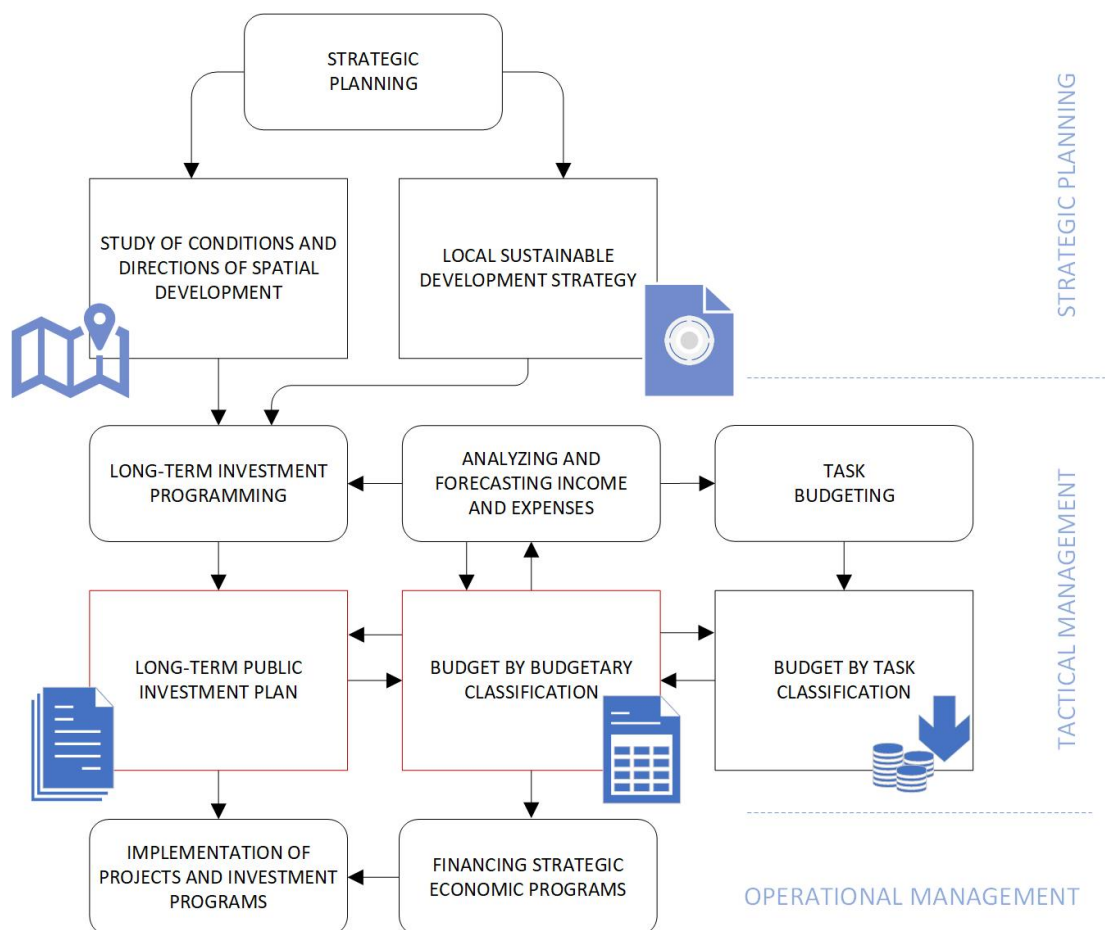 STRATEGIC
PLANNING
STUDY OF CONDITIONS AND
DIRECTIONS OF SPATIAL
DEVELOPMENT
LOCAL SUSTAINABLE
DEVELOPMENT STRATEGY
STRATEGIC PLANNING
LONG-TERM INVESTMENT
PROGRAMMING
ANALYZING AND
FORECASTING INCOME
AND EXPENSES
TASK
BUDGETING
LONG-TERM PUBLIC
INVESTMENT PLAN
BUDGET BY BUDGETARY
CLASSIFICATION
BUDGET BY TASK
CLASSIFICATION
TACTICAL MANAGEMENT
IMPLEMENTATION OF
PROJECTS AND INVESTMENT
PROGRAMS
FINANCING STRATEGIC
ECONOMIC PROGRAMS
OPERATIONAL MANAGEMENT